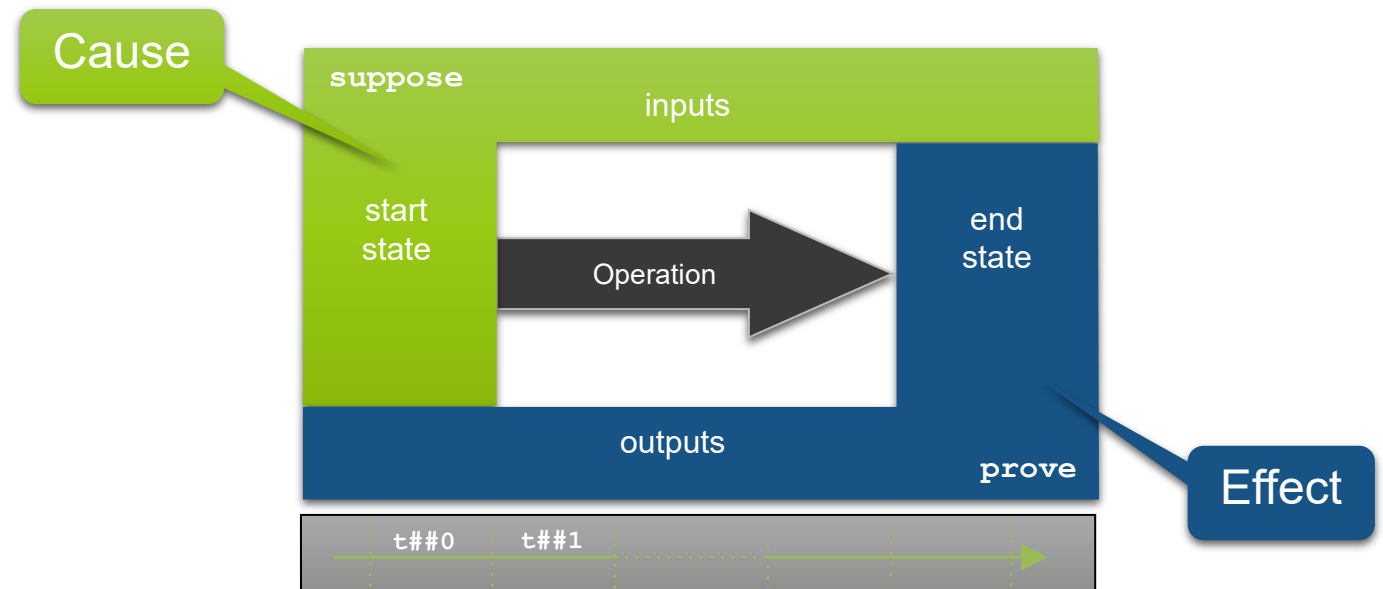 Cause
suppose
inputs
start
state
Operation
end
state
outputs
prove
Effect
t##0 t##1